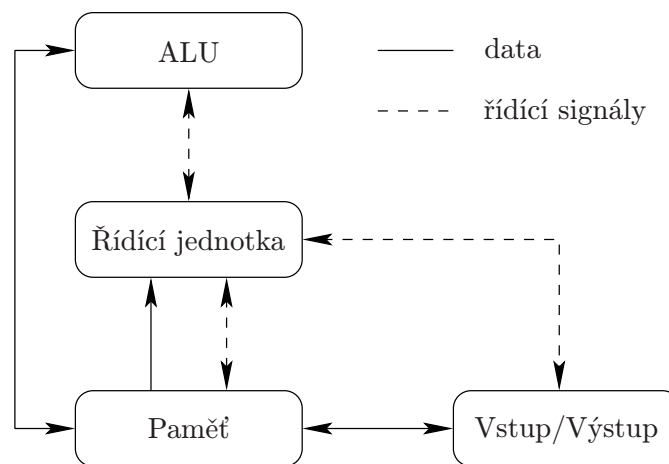 ALU
data
řídící signály
Řídící jednotka
Paměť
Vstup/Výstup